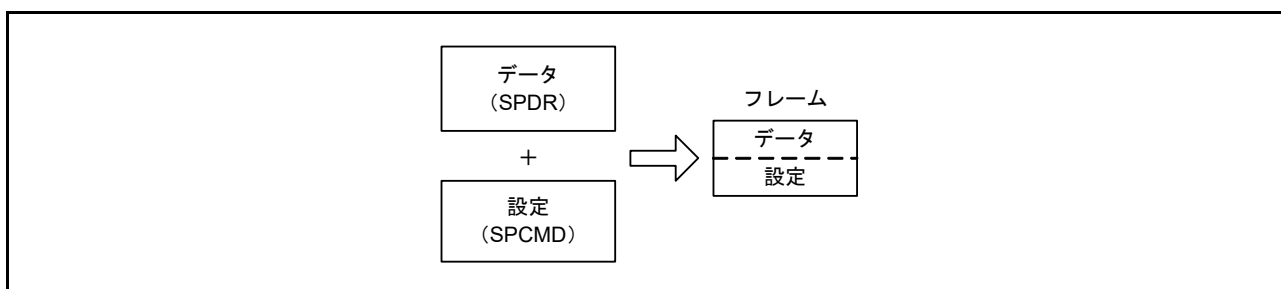 データ
（SPDR）
＋
設定
（SPCMD）
フレーム
データ
設定